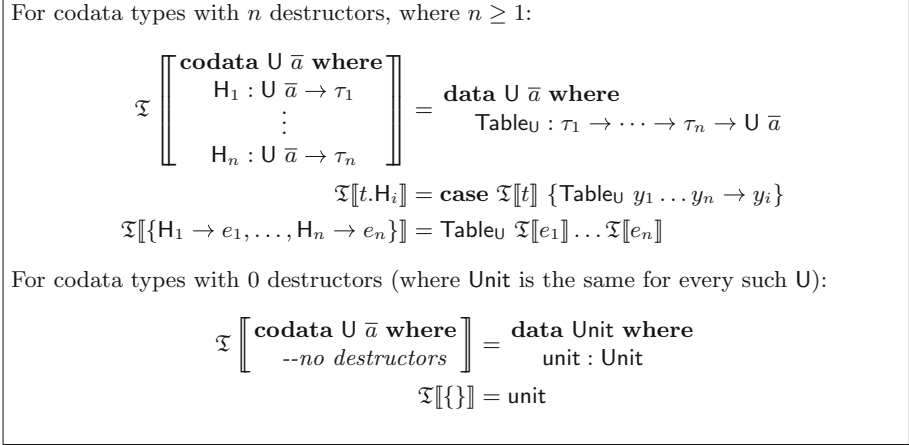 For codata types with n destructors, where n ≥ 1:
𝔗 ⟦ codata U a̅ where
H₁ : U a̅ → τ₁
⋮
Hₙ : U a̅ → τₙ ⟧ = data U a̅ where
Table_U : τ₁ → ⋯ → τₙ → U a̅
𝔗⟦t.Hᵢ⟧ = case 𝔗⟦t⟧ {Table_U y₁ … yₙ → yᵢ}
𝔗⟦{H₁ → e₁, …, Hₙ → eₙ}⟧ = Table_U 𝔗⟦e₁⟧ … 𝔗⟦eₙ⟧
For codata types with 0 destructors (where Unit is the same for every such U):
𝔗 ⟦ codata U a̅ where
--no destructors ⟧ = data Unit where
unit : Unit
𝔗⟦{}⟧ = unit